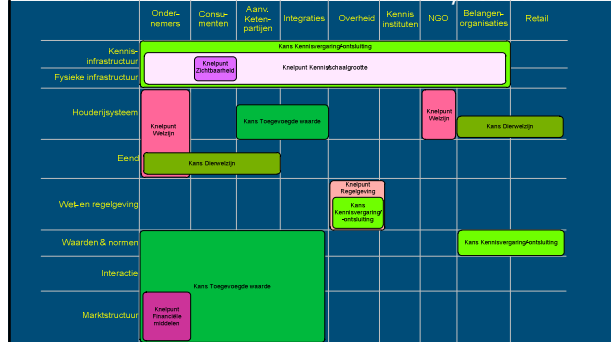 Onder-
nemers
Consu-
menten
Aanv.
Keten-
partijen
Integraties
Overheid
Kennis
instituten
NGO
Belangen-
organisaties
Retail
Kennis-
infrastructuur
Fysieke infrastructuur
Kans Kennisvergaring/-ontsluiting
Knelpunt
Zichtbaarheid
Knelpunt Kennisschaalgrootte
Houderijsysteem
Knelpunt
Welzijn
Kans Toegevoegde waarde
Knelpunt
Welzijn
Kans Dierwelzijn
Eend
Kans Dierwelzijn
Wet- en regelgeving
Knelpunt
Regelgeving
Kans
Kennisvergaring/
-ontsluiting
Waarden & normen
Kans Kennisvergaring/-ontsluiting
Interactie
Kans Toegevoegde waarde
Marktstructuur
Knelpunt
Financiële
middelen